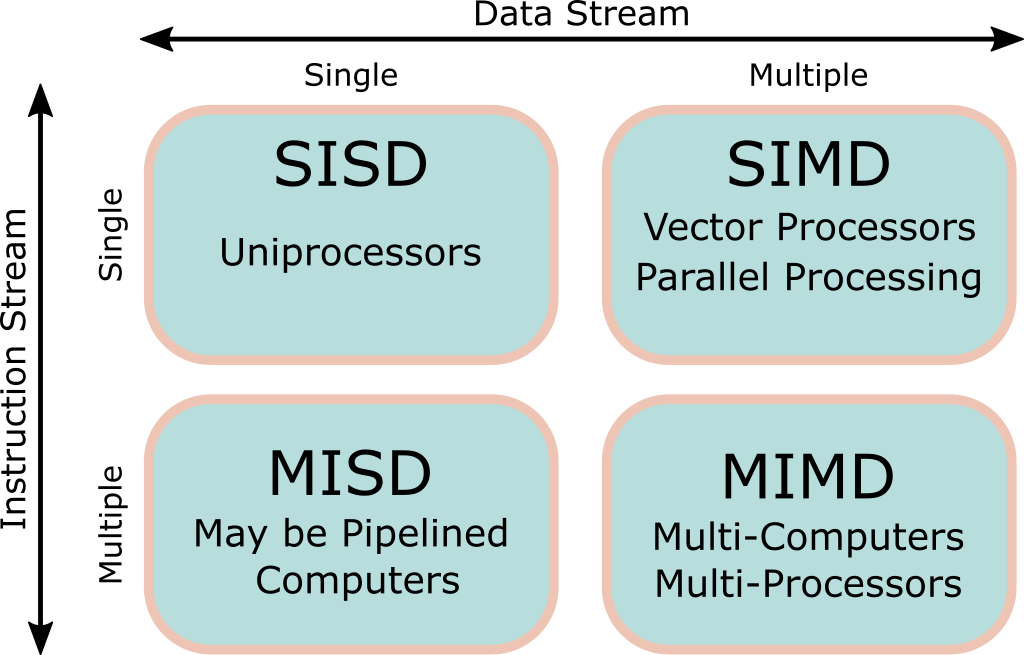 Data Stream
Single
Multiple
Instruction Stream
Single
SISD
Uniprocessors
SIMD
Vector Processors
Parallel Processing
Multiple
MISD
May be Pipelined
Computers
MIMD
Multi-Computers
Multi-Processors